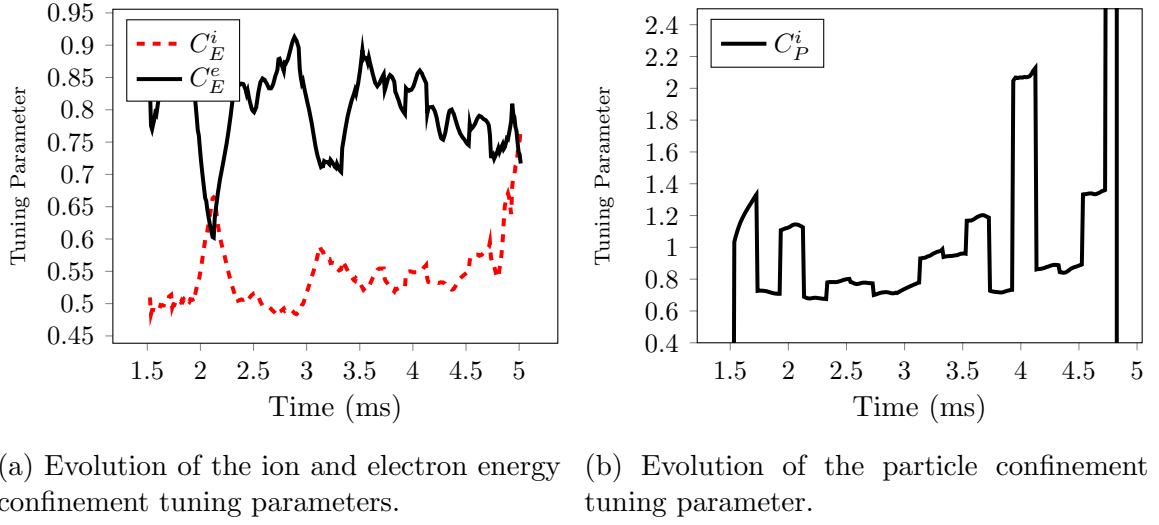 0.95
0.9
0.85
0.8
0.75
0.7
0.65
0.6
0.55
0.5
0.45
Tuning Parameter
C_E^i
C_E^e
1.5 2 2.5 3 3.5 4 4.5 5
Time (ms)
2.4
2.2
2
1.8
1.6
1.4
1.2
1
0.8
0.6
0.4
Tuning Parameter
C_P^i
1.5 2 2.5 3 3.5 4 4.5 5
Time (ms)
(a) Evolution of the ion and electron energy
confinement tuning parameters.
(b) Evolution of the particle confinement
tuning parameter.